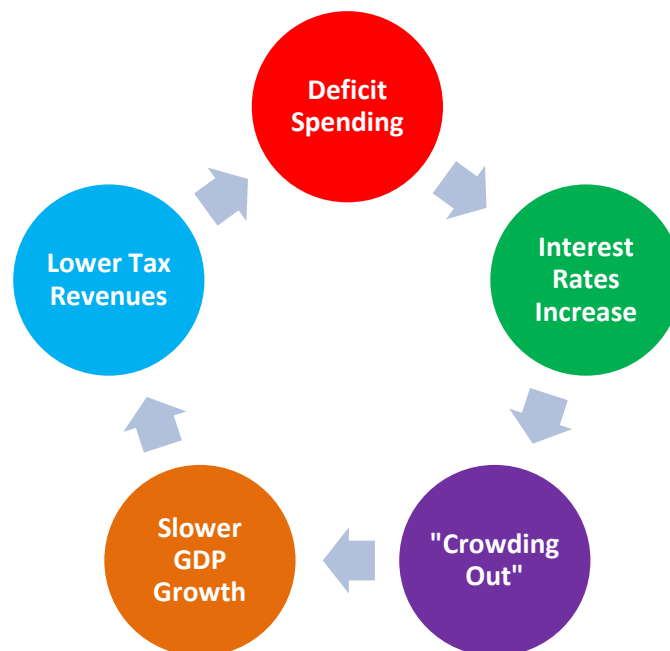 Deficit
Spending
Interest
Rates
Increase
"Crowding
Out"
Slower
GDP
Growth
Lower Tax
Revenues